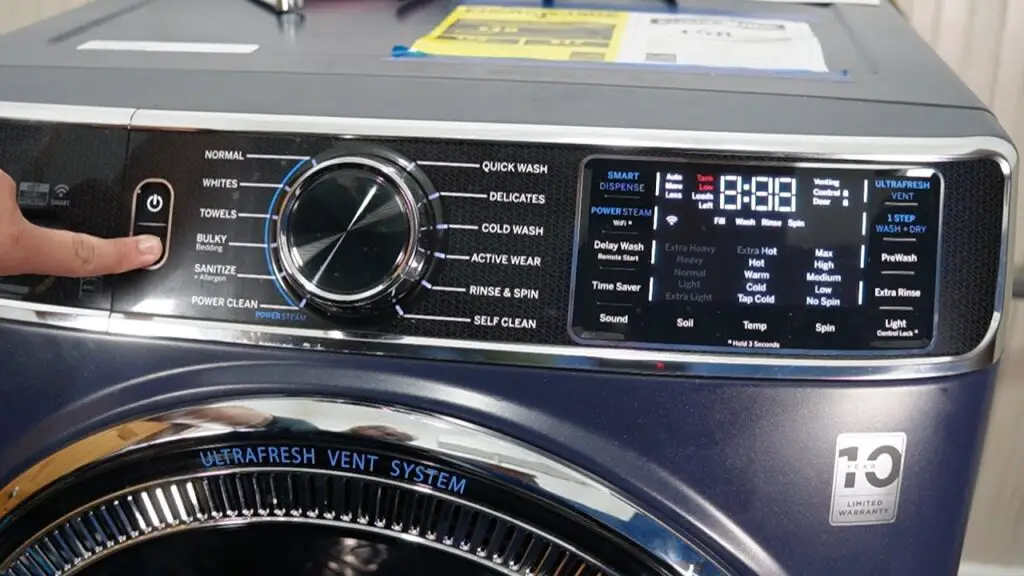 NORMAL
WHITES
TOWELS
BULKY
Bedding
SANITIZE
+ Allergen
POWER CLEAN
POWERSTEAM
QUICK WASH
DELICATES
COLD WASH
ACTIVE WEAR
RINSE & SPIN
SELF CLEAN
SMART
DISPENSE
POWERSTEAM
WiFi *
Delay Wash
Remote Start
Time Saver
Sound
Auto
More
Less
Tank
Low
Loads
Left
8:88
Venting
Control
Door
Fill Wash Rinse Spin
Extra Heavy
Heavy
Normal
Light
Extra Light
Soil
Extra Hot
Hot
Warm
Cold
Tap Cold
Temp
Max
High
Medium
Low
No Spin
Spin
* Hold 3 Seconds
ULTRAFRESH
VENT
1 STEP
WASH + DRY
PreWash
Extra Rinse
Light
Control Lock *
SMART
ULTRAFRESH VENT SYSTEM
10
YEAR
LIMITED
WARRANTY